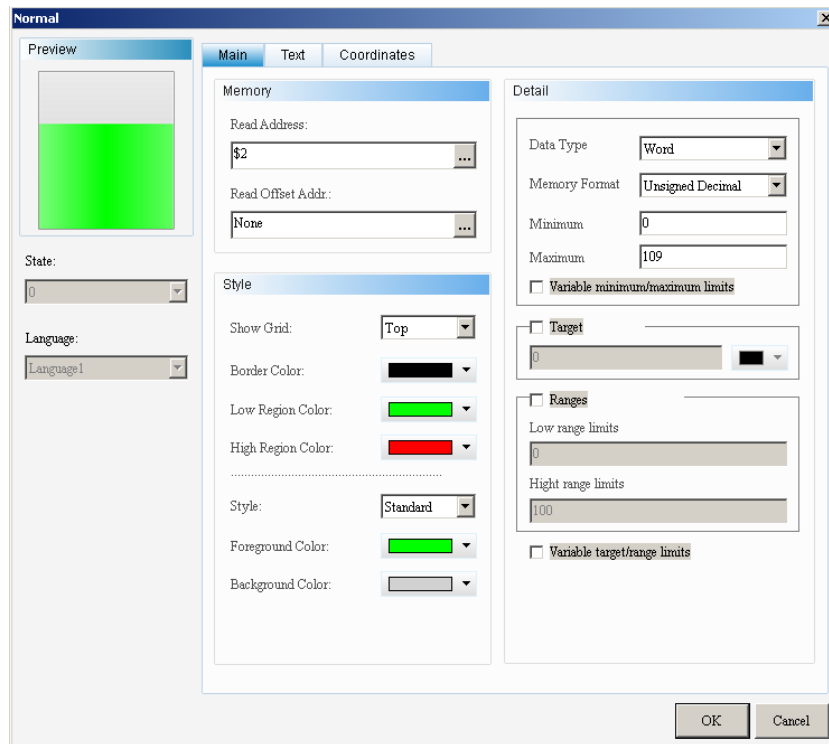 Normal
Preview
State:
0
Language:
Language1
Main Text Coordinates
Memory
Read Address:
$2
...
Read Offset Addr.:
None
...
Style
Show Grid:
Top
Border Color:
Low Region Color:
High Region Color:
Style:
Standard
Foreground Color:
Background Color:
Detail
Data Type
Word
Memory Format
Unsigned Decimal
Minimum
0
Maximum
109
Variable minimum/maximum limits
Target
0
Ranges
Low range limits
0
Hight range limits
100
Variable target/range limits
OK
Cancel